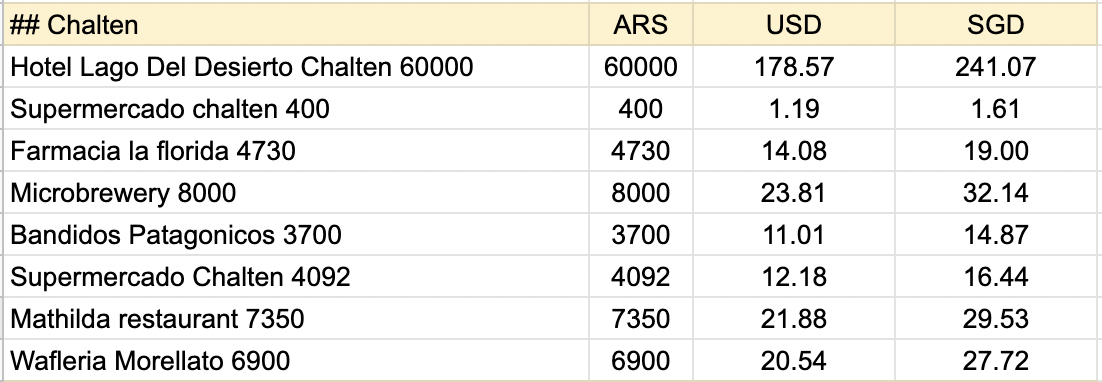 ## Chalten ARS USD SGD
Hotel Lago Del Desierto Chalten 60000 60000 178.57 241.07
Supermercado chalten 400 400 1.19 1.61
Farmacia la florida 4730 4730 14.08 19.00
Microbrewery 8000 8000 23.81 32.14
Bandidos Patagonicos 3700 3700 11.01 14.87
Supermercado Chalten 4092 4092 12.18 16.44
Mathilda restaurant 7350 7350 21.88 29.53
Wafleria Morellato 6900 6900 20.54 27.72